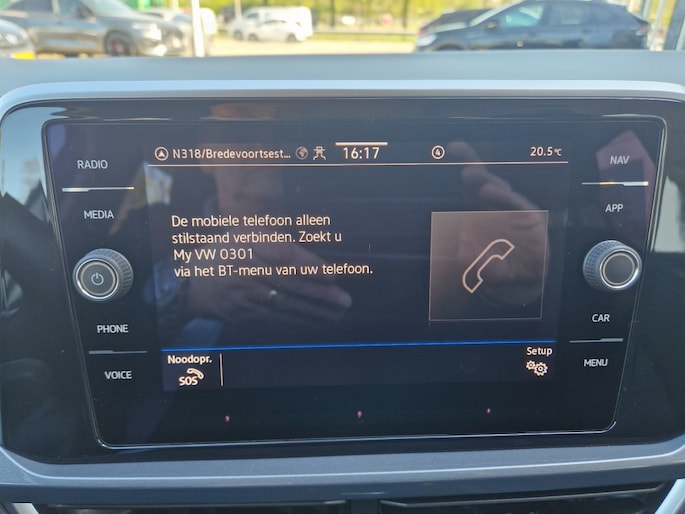 RADIO
MEDIA
PHONE
VOICE
N318/Bredevoortsest...
16:17
4
20.5°C
De mobiele telefoon alleen
stilstaand verbinden. Zoekt u
My VW 0301
via het BT-menu van uw telefoon.
Noodopr.
SOS
Setup
NAV
APP
CAR
MENU